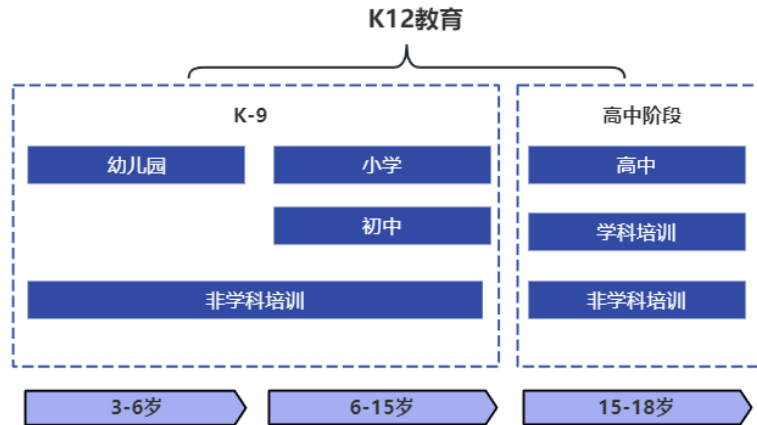 K12教育
K-9
高中阶段
幼儿园
小学
高中
初中
学科培训
非学科培训
非学科培训
3-6岁
6-15岁
15-18岁